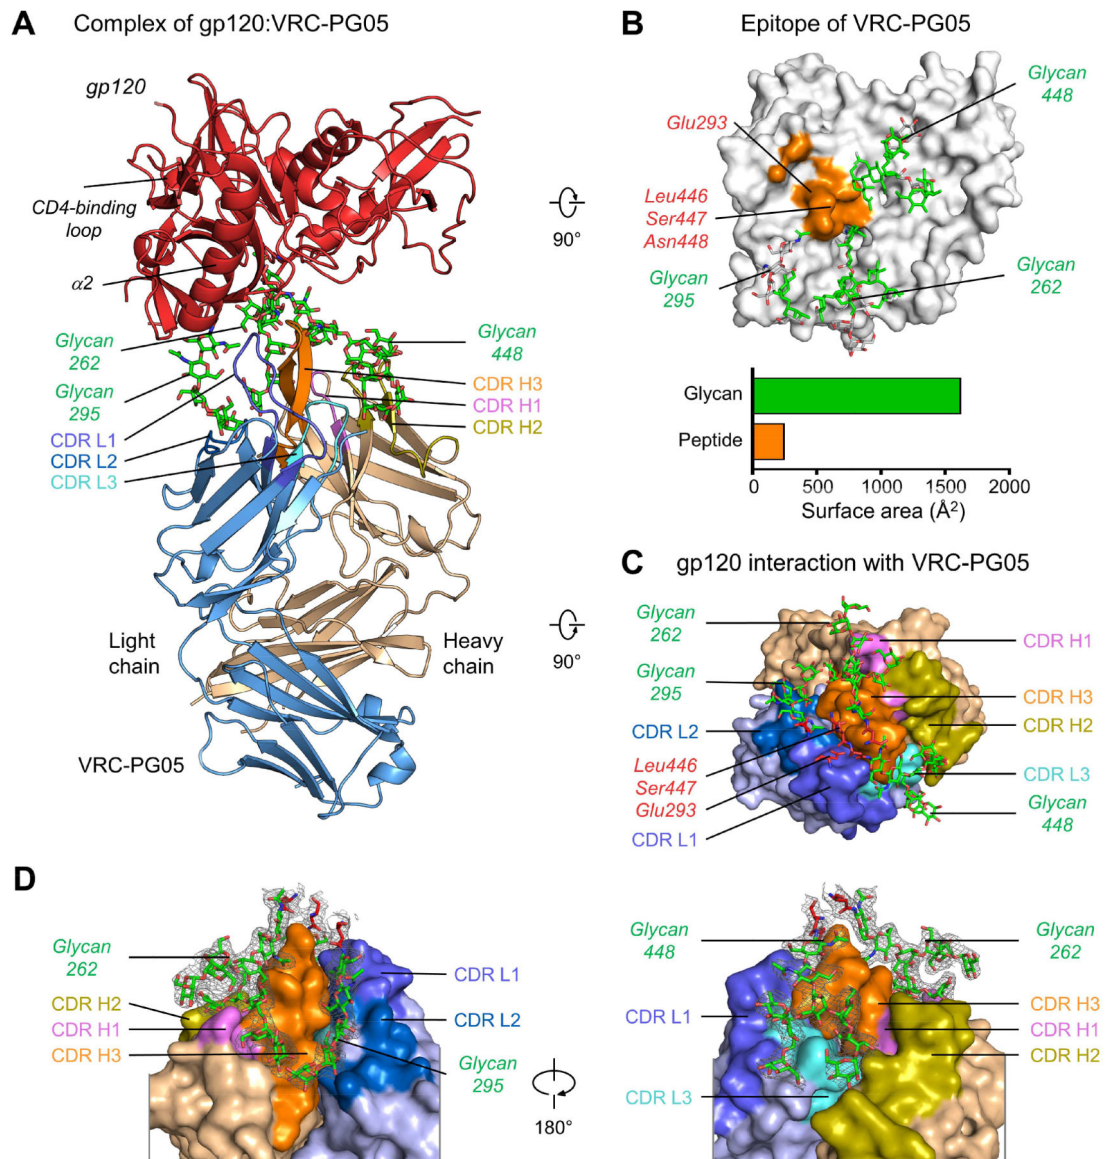 A Complex of gp120:VRC-PG05
gp120
CD4-binding
loop
α2
Glycan
262
Glycan
295
CDR L1
CDR L2
CDR L3
Glycan
448
CDR H3
CDR H1
CDR H2
Light
chain
Heavy
chain
VRC-PG05
90°
90°
B Epitope of VRC-PG05
Glycan
448
Glu293
Leu446
Ser447
Asn448
Glycan
295
Glycan
262
Glycan
Peptide
0 500 1000 1500 2000
Surface area (Å2)
C gp120 interaction with VRC-PG05
Glycan
262
Glycan
295
CDR L2
Leu446
Ser447
Glu293
CDR L1
CDR H1
CDR H3
CDR H2
CDR L3
Glycan
448
D
Glycan
262
CDR H2
CDR H1
CDR H3
CDR L1
CDR L2
Glycan
295
180°
Glycan
448
CDR L1
CDR L3
Glycan
262
CDR H3
CDR H1
CDR H2